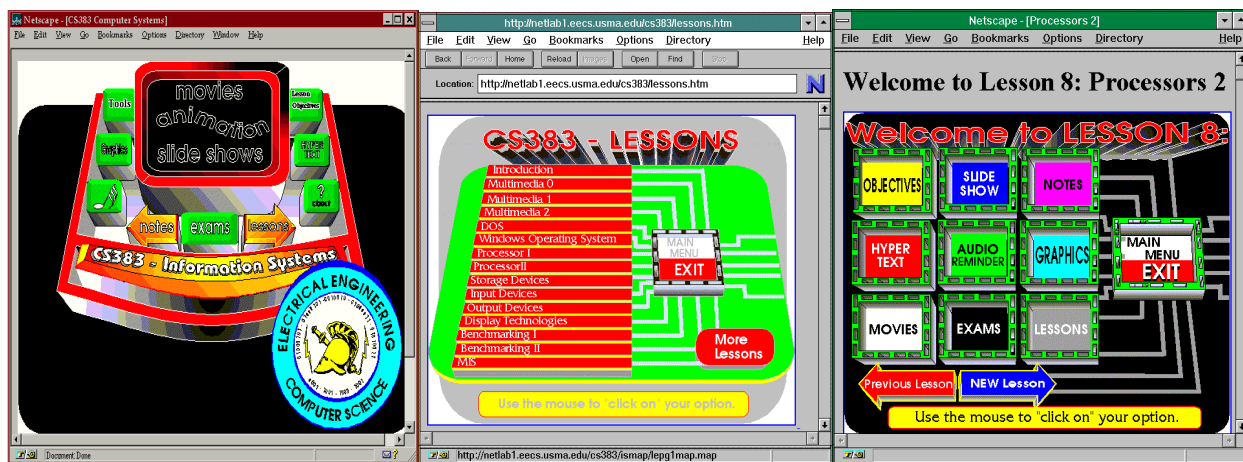 Netscape - [CS383 Computer Systems]
File Edit View Go Bookmarks Options Directory Window Help
movies
animation
slide shows
Tools
Lesson Objectives
Graphics
HYPER TEXT
?
about
notes
exams
lessons
CS383 - Information Systems
ELECTRICAL ENGINEERING
COMPUTER SCIENCE
Document: Done
http://netlab1.eecs.usma.edu/cs383/lessons.htm
File Edit View Go Bookmarks Options Directory Help
Back Forward Home Reload Images Open Find Stop
Location: http://netlab1.eecs.usma.edu/cs383/lessons.htm
N
CS383 - LESSONS
Introduction
Multimedia 0
Multimedia 1
Multimedia 2
DOS
Windows Operating System
Processor I
ProcessorII
Storage Devices
Input Devices
Output Devices
Display Technologies
Benchmarking I
Benchmarking II
MIS
MAIN
MENU
EXIT
More
Lessons
Use the mouse to "click on" your option.
http://netlab1.eecs.usma.edu/cs383/ismap/lepg1map.map
Netscape - [Processors 2]
File Edit View Go Bookmarks Options Directory Help
Welcome to Lesson 8: Processors 2
Welcome to LESSON 8:
OBJECTIVES
SLIDE
SHOW
NOTES
HYPER
TEXT
AUDIO
REMINDER
GRAPHICS
MAIN
MENU
EXIT
MOVIES
EXAMS
LESSONS
Previous Lesson
NEW Lesson
Use the mouse to "click on" your option.